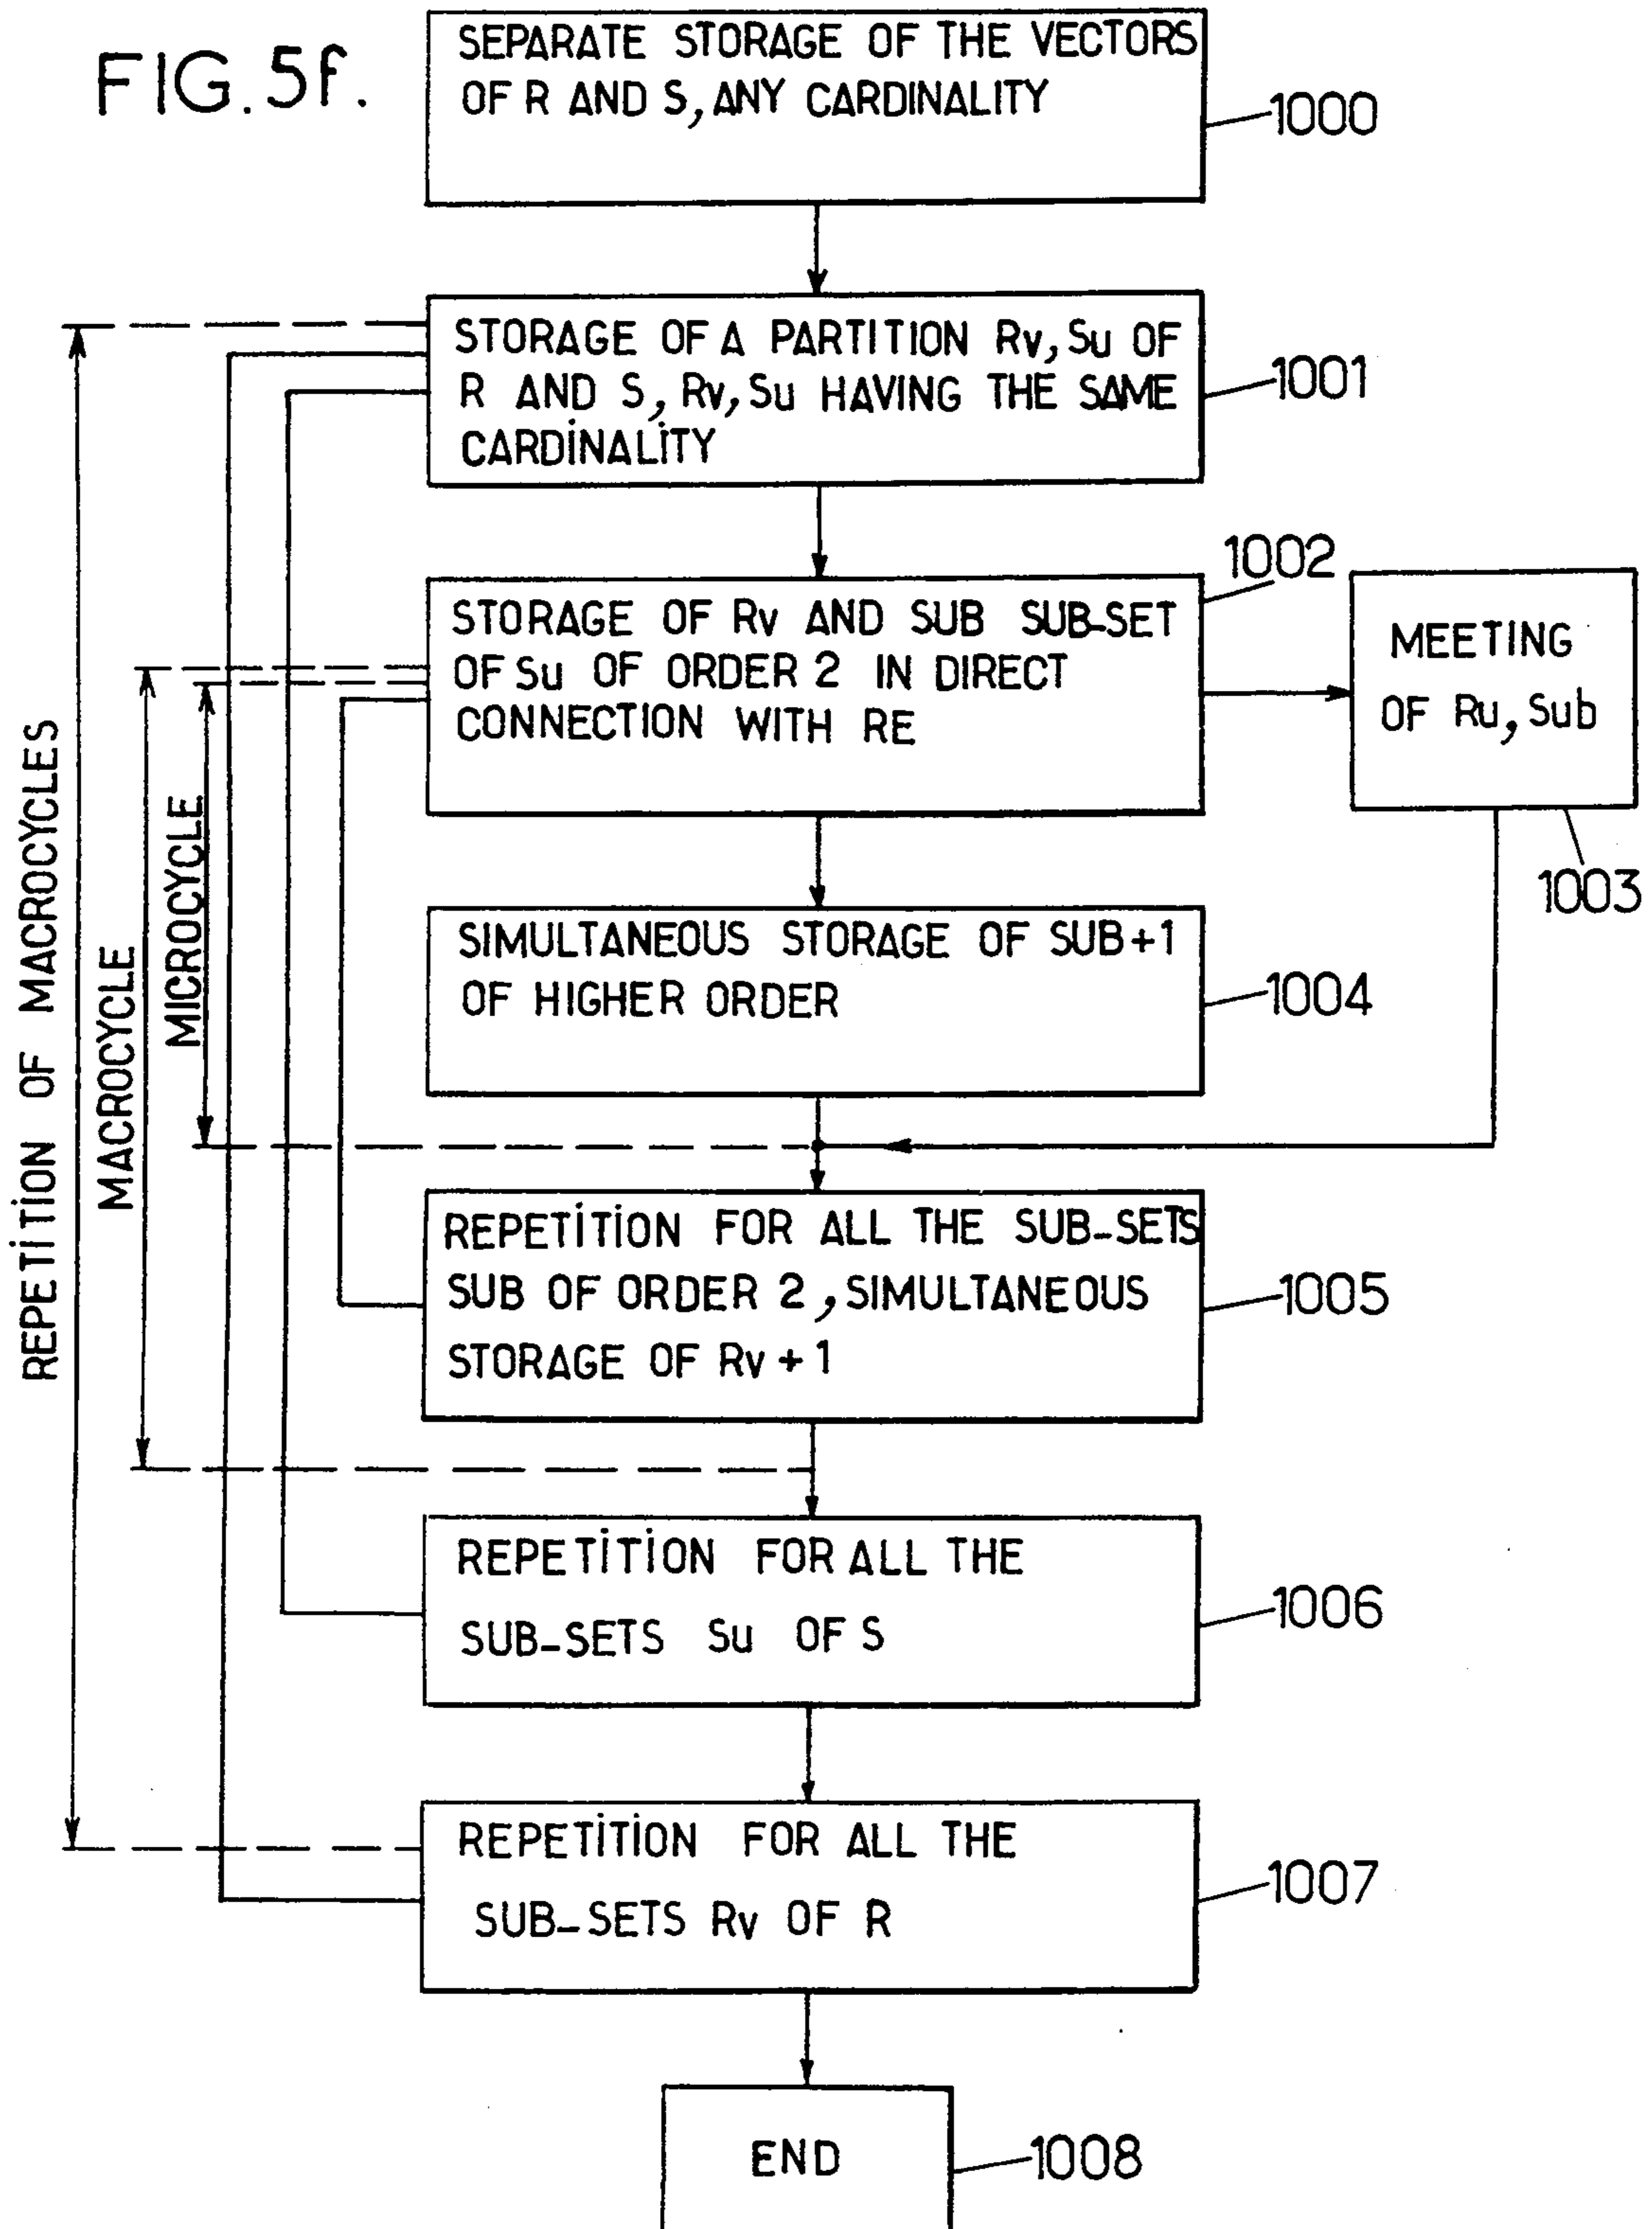 FIG. 5f.
SEPARATE STORAGE OF THE VECTORS
OF R AND S, ANY CARDINALITY
1000
STORAGE OF A PARTITION Rv, Su OF
R AND S, Rv, Su HAVING THE SAME
CARDINALITY
1001
STORAGE OF Rv AND SUB SUB-SET
OF Su OF ORDER 2 IN DIRECT
CONNECTION WITH RE
1002
MEETING
OF Ru, Sub
1003
SIMULTANEOUS STORAGE OF SUB+1
OF HIGHER ORDER
1004
REPETITION FOR ALL THE SUB-SETS
SUB OF ORDER 2, SIMULTANEOUS
STORAGE OF Rv + 1
1005
REPETITION FOR ALL THE
SUB-SETS Su OF S
1006
REPETITION FOR ALL THE
SUB-SETS Rv OF R
1007
END
1008
REPETITION OF MACROCYCLES
MACROCYCLE
MICROCYCLE